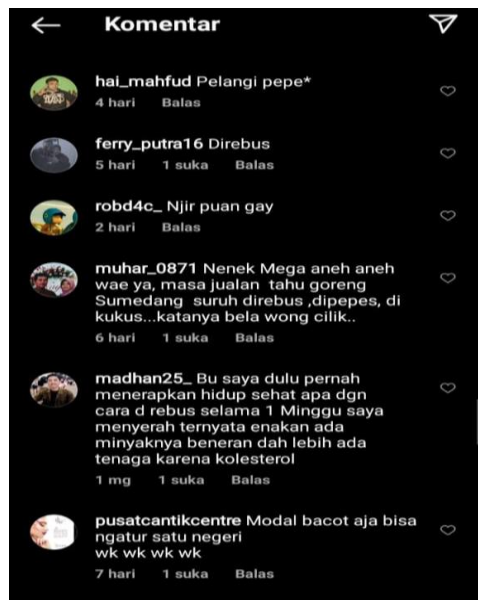 Komentar
hai_mahfud Pelangi pepe*
4 hari Balas
ferry_putra16 Direbus
5 hari 1 suka Balas
robd4c_ Njir puan gay
2 hari Balas
muhar_0871 Nenek Mega aneh aneh
wae ya, masa jualan tahu goreng
Sumedang suruh direbus ,dipepes, di
kukus...katanya bela wong cilik..
6 hari 1 suka Balas
madhan25_ Bu saya dulu pernah
menerapkan hidup sehat apa dgn
cara d rebus selama 1 Minggu saya
menyerah ternyata enakan ada
minyaknya beneran dah lebih ada
tenaga karena kolesterol
1 mg 1 suka Balas
pusatcantikcentre Modal bacot aja bisa
ngatur satu negeri
wk wk wk wk
7 hari 1 suka Balas